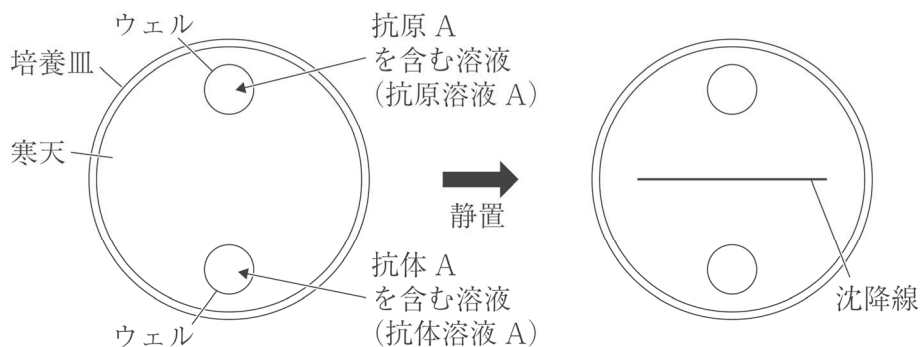 ウェル
培養皿
抗原 A
を含む溶液
(抗原溶液 A)
寒天
静置
抗体 A
を含む溶液
(抗体溶液 A)
ウェル
沈降線